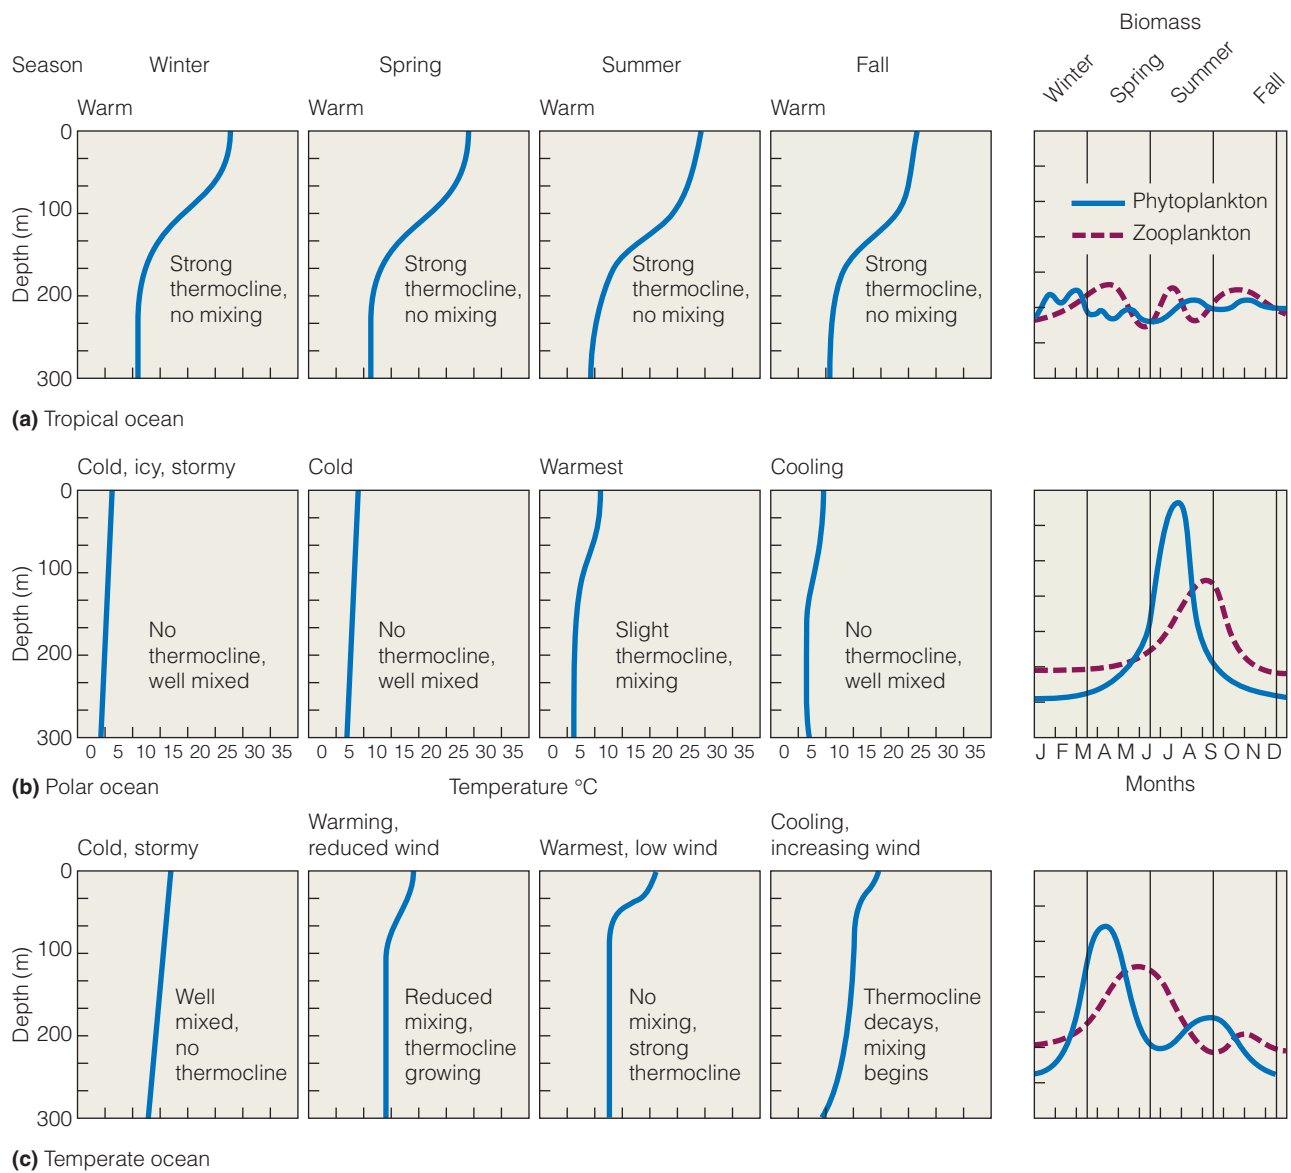 Biomass
Season Winter Spring Summer Fall Winter Spring Summer Fall
Warm Warm Warm Warm
0
100
200
300
Depth (m)
Strong
thermocline,
no mixing
Strong
thermocline,
no mixing
Strong
thermocline,
no mixing
Strong
thermocline,
no mixing
Phytoplankton
Zooplankton
(a) Tropical ocean
Cold, icy, stormy Cold Warmest Cooling
0
100
200
300
Depth (m)
No
thermocline,
well mixed
No
thermocline,
well mixed
Slight
thermocline,
mixing
No
thermocline,
well mixed
0 5 10 15 20 25 30 35 0 5 10 15 20 25 30 35 0 5 10 15 20 25 30 35 0 5 10 15 20 25 30 35 J F M A M J J A S O N D
(b) Polar ocean Temperature °C Months
Cold, stormy
Warming,
reduced wind
Warmest, low wind
Cooling,
increasing wind
0
100
200
300
Depth (m)
Well
mixed,
no
thermocline
Reduced
mixing,
thermocline
growing
No
mixing,
strong
thermocline
Thermocline
decays,
mixing
begins
(c) Temperate ocean